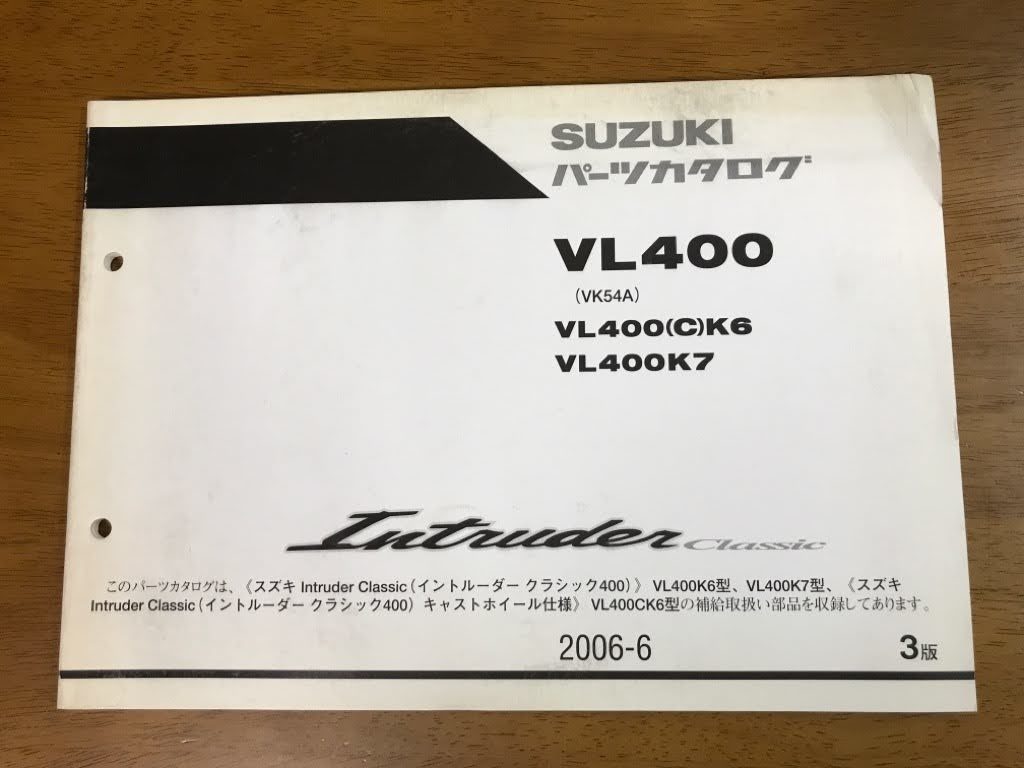 SUZUKI
パーツカタログ
VL400
（VK54A）
VL400(C)K6
VL400K7
Intruder Classic
このパーツカタログは、《スズキ Intruder Classic（イントルーダー クラシック400）》 VL400K6型、VL400K7型、《スズキ
Intruder Classic（イントルーダー クラシック400） キャストホイール仕様》 VL400CK6型の補給取扱い部品を収録してあります。
2006-6
3版